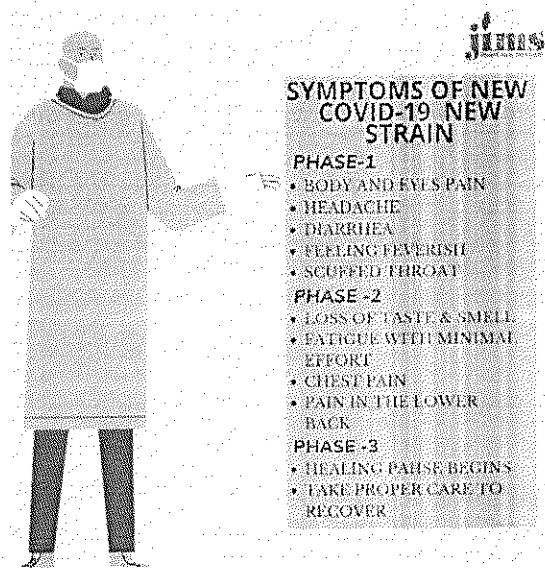 jims
SYMPTOMS OF NEW
COVID-19 NEW
STRAIN
PHASE-1
• BODY AND EYES PAIN
• HEADACHE
• DIARRHEA
• FEELING FEVERISH
• SCUFFED THROAT
PHASE -2
• LOSS OF TASTE & SMELL
• FATIGUE WITH MINIMAL
EFFORT
• CHEST PAIN
• PAIN IN THE LOWER
BACK
PHASE -3
• HEALING PAHSE BEGINS
• TAKE PROPER CARE TO
RECOVER